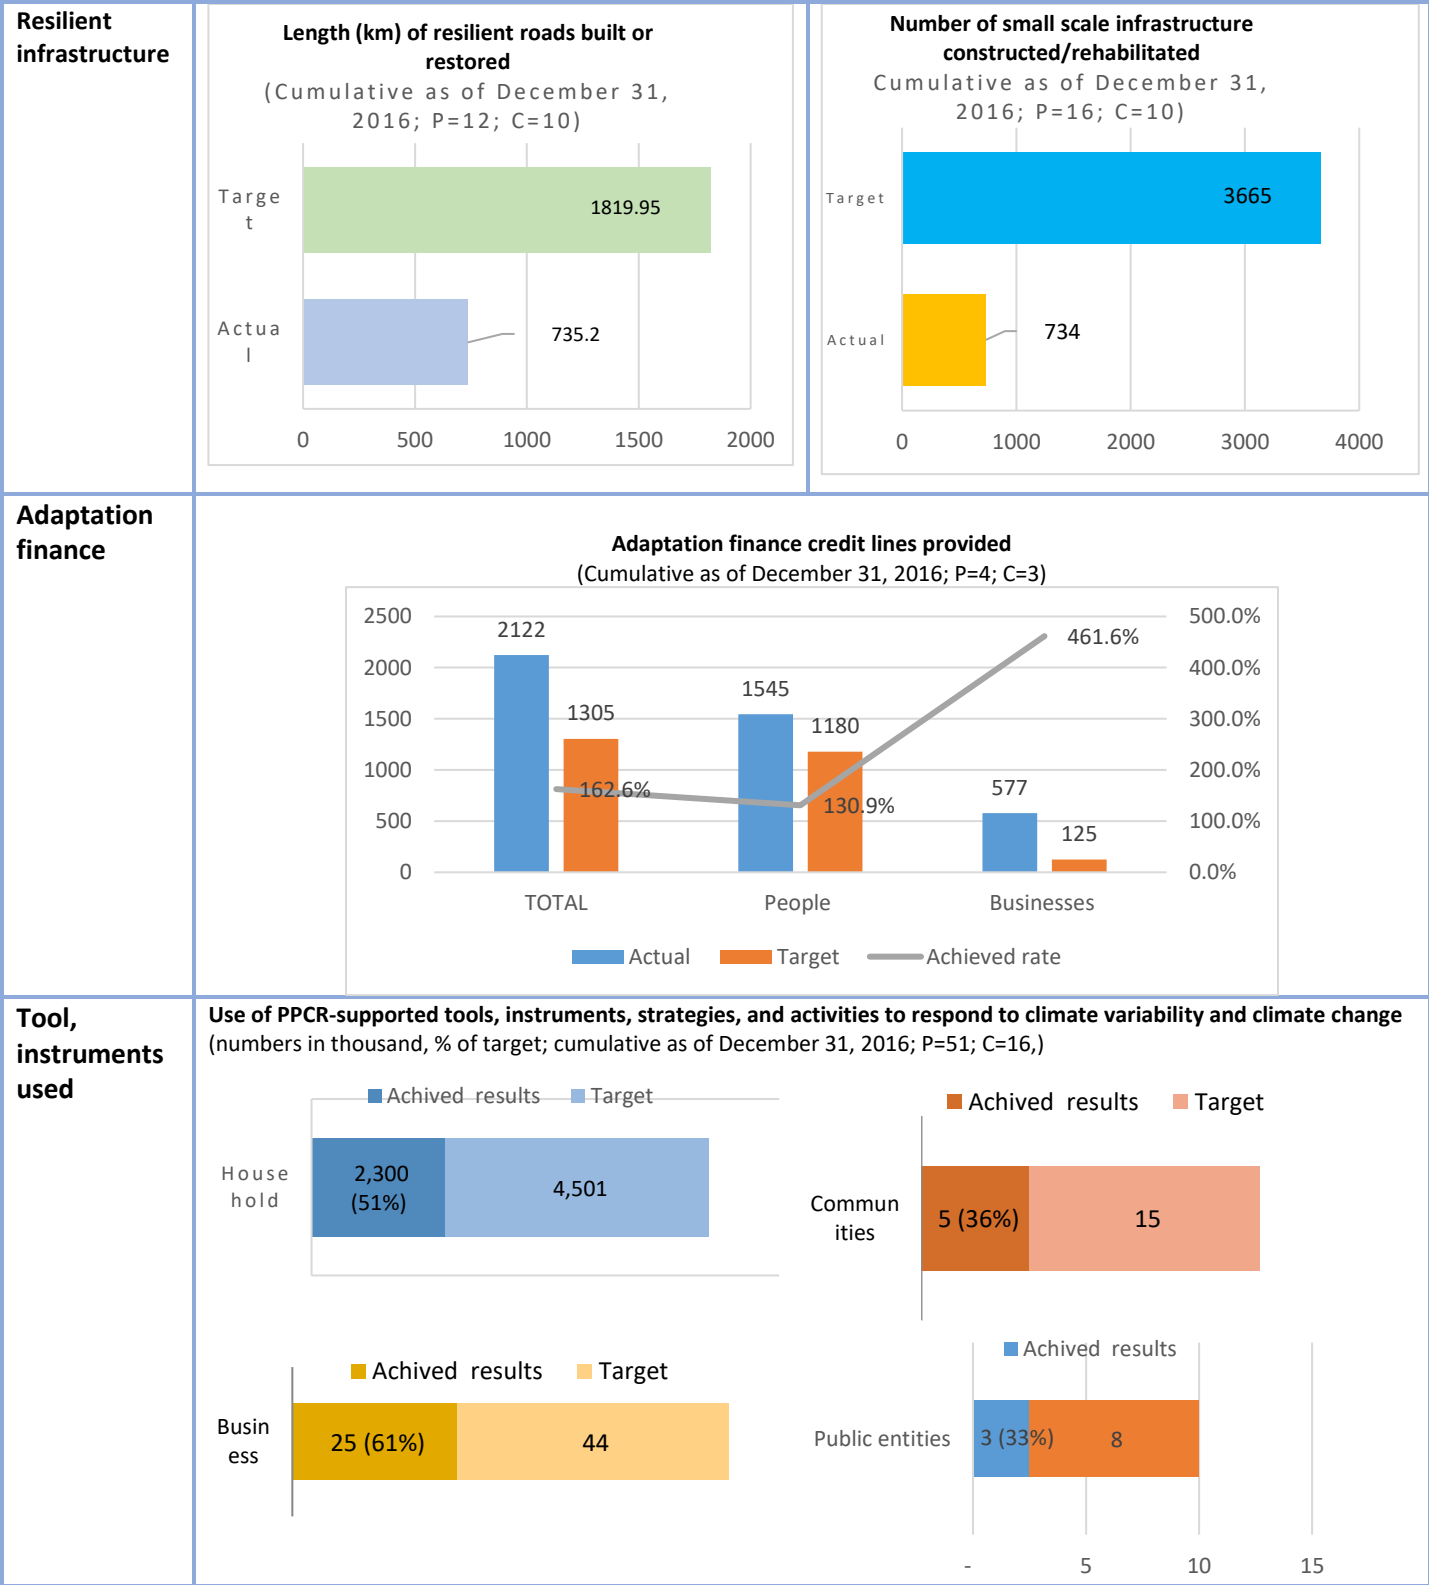 Resilient
infrastructure
Length (km) of resilient roads built or
restored
(Cumulative as of December 31,
2016; P=12; C=10)
Targe
t
1819.95
Actua
l
735.2
0 500 1000 1500 2000
Number of small scale infrastructure
constructed/rehabilitated
Cumulative as of December 31,
2016; P=16; C=10)
Target
3665
Actual
734
0 1000 2000 3000 4000
Adaptation
finance
Adaptation finance credit lines provided
(Cumulative as of December 31, 2016; P=4; C=3)
2500
2000
1500
1000
500
0
2122
1305
162.6%
1545
1180
130.9%
577
125
461.6%
500.0%
400.0%
300.0%
200.0%
100.0%
0.0%
TOTAL People Businesses
Actual Target Achieved rate
Tool,
instruments
used
Use of PPCR-supported tools, instruments, strategies, and activities to respond to climate variability and climate change
(numbers in thousand, % of target; cumulative as of December 31, 2016; P=51; C=16,)
Achived results Target
House
hold
2,300
(51%)
4,501
Achived results Target
Commun
ities
5 (36%)
15
Achived results Target
Busin
ess
25 (61%)
44
Achived results
Public entities
3 (33%)
8
- 5 10 15